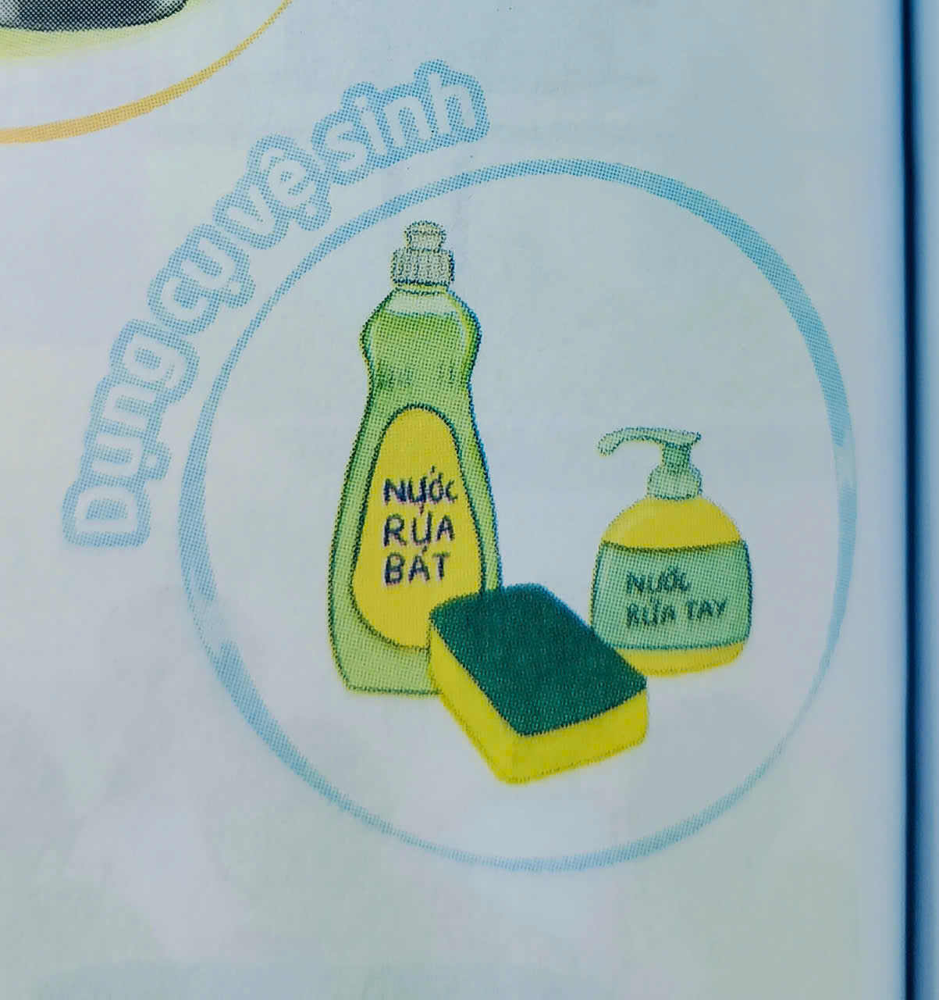 Dụng cụ vệ sinh
NƯỚC
RỬA
BÁT
NƯỚC
RỬA TAY